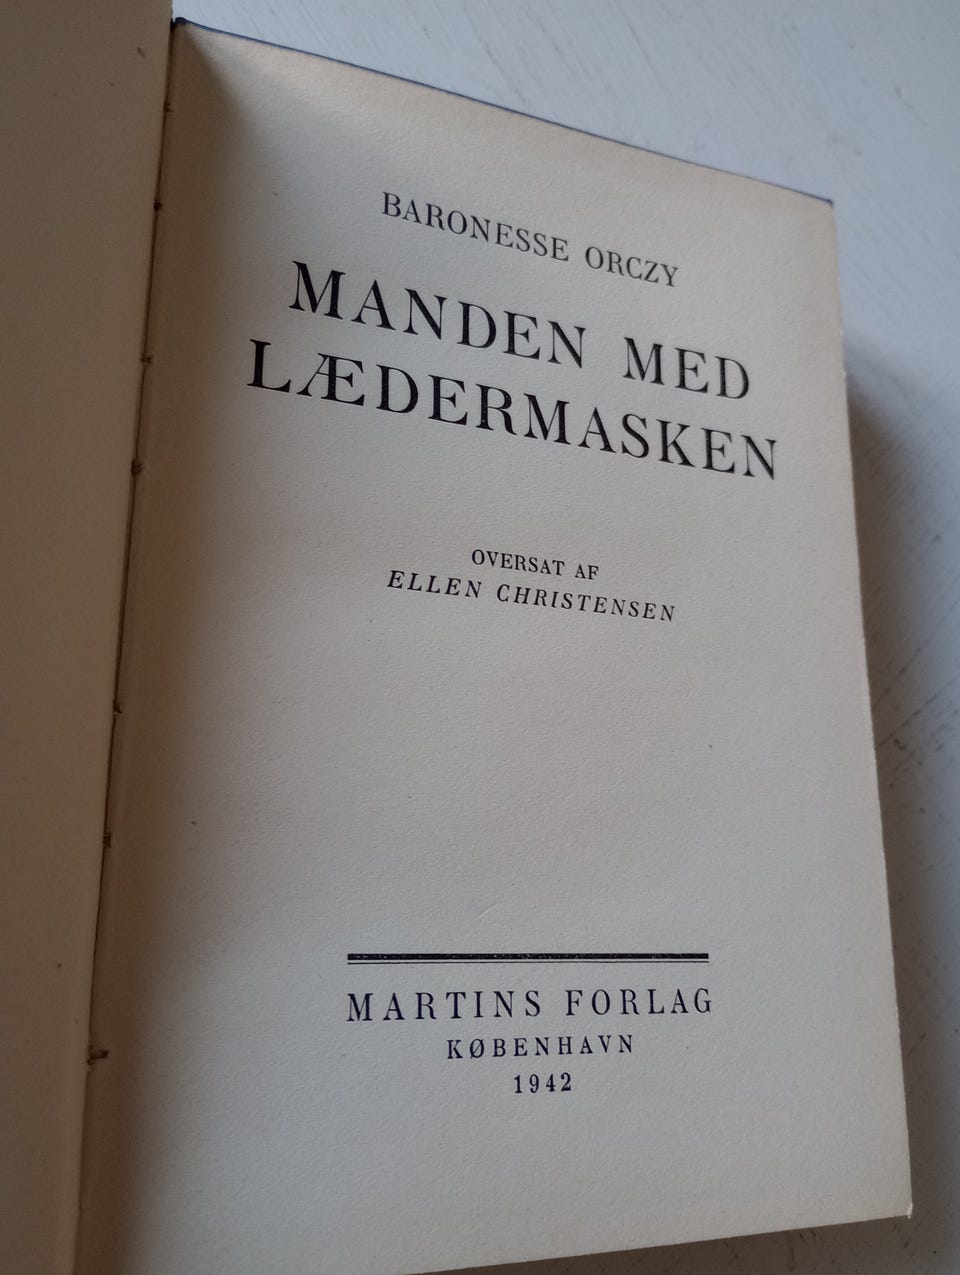 BARONESSE ORCZY
MANDEN MED
LÆDERMASKEN
OVERSAT AF
ELLEN CHRISTENSEN
MARTINS FORLAG
KØBENHAVN
1942